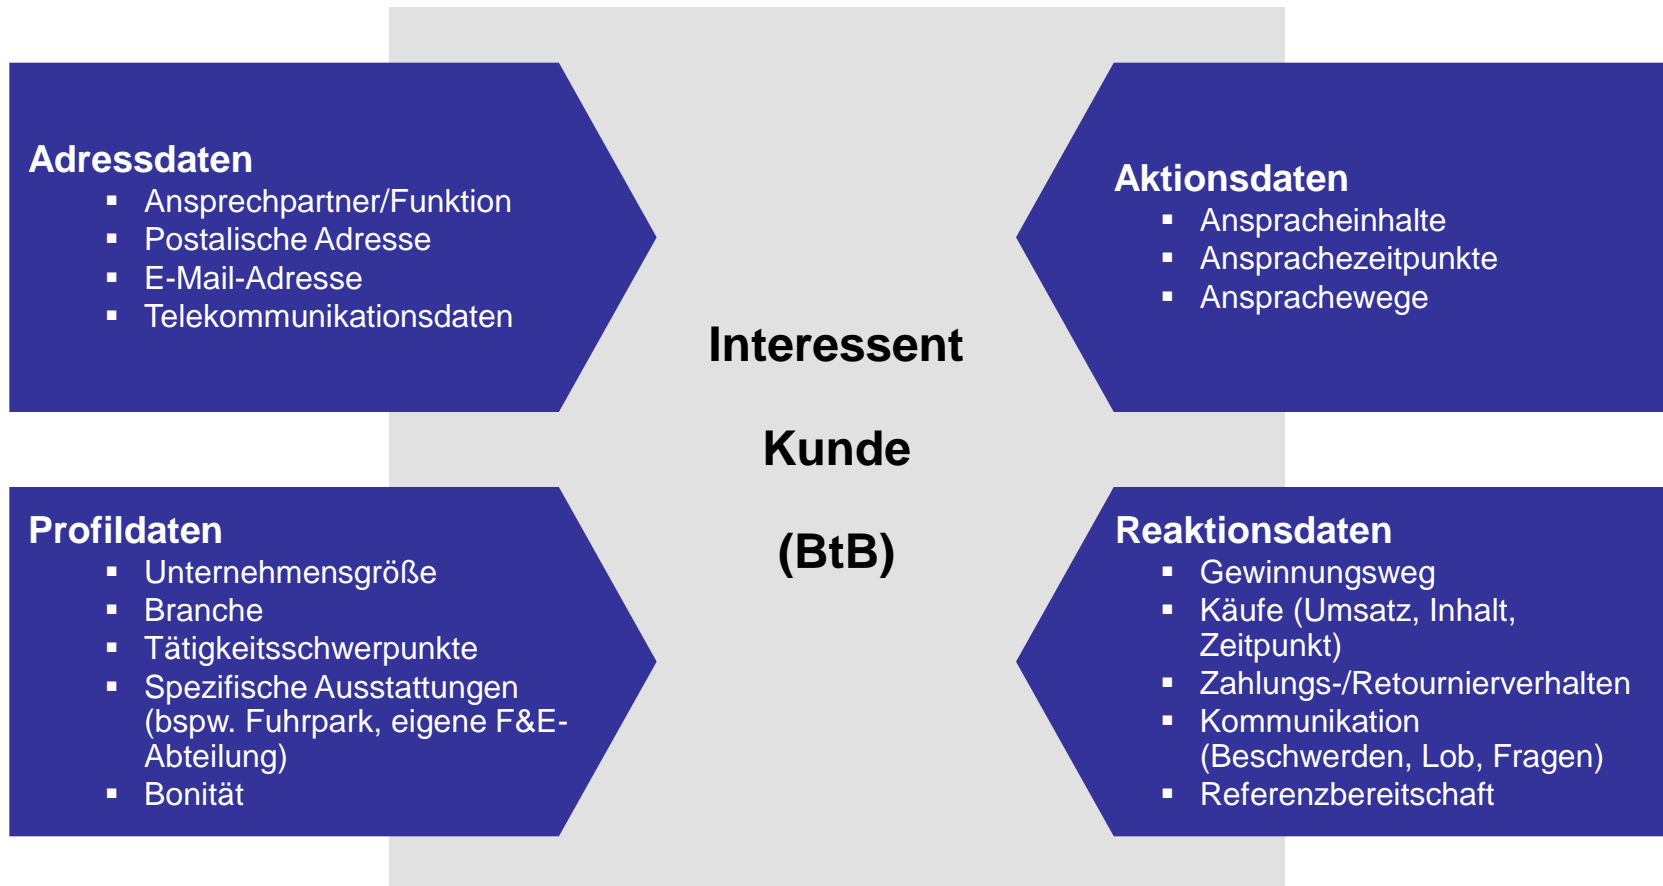 Adressdaten
▪ Ansprechpartner/Funktion
▪ Postalische Adresse
▪ E-Mail-Adresse
▪ Telekommunikationsdaten
Profildaten
▪ Unternehmensgröße
▪ Branche
▪ Tätigkeitsschwerpunkte
▪ Spezifische Ausstattungen
(bspw. Fuhrpark, eigene F&E-
Abteilung)
▪ Bonität
Interessent
Kunde
(BtB)
Aktionsdaten
▪ Anspracheinhalte
▪ Ansprachezeitpunkte
▪ Ansprachewege
Reaktionsdaten
▪ Gewinnungsweg
▪ Käufe (Umsatz, Inhalt,
Zeitpunkt)
▪ Zahlungs-/Retournierverhalten
▪ Kommunikation
(Beschwerden, Lob, Fragen)
▪ Referenzbereitschaft